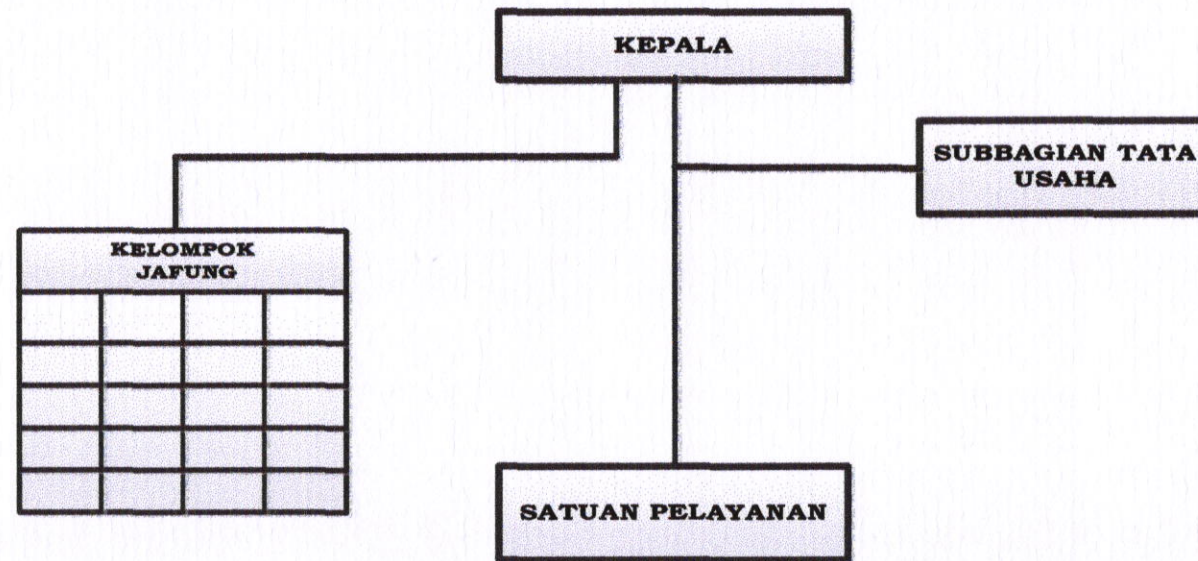 KEPALA
SUBBAGIAN TATA
USAHA
KELOMPOK
JAFUNG
SATUAN PELAYANAN